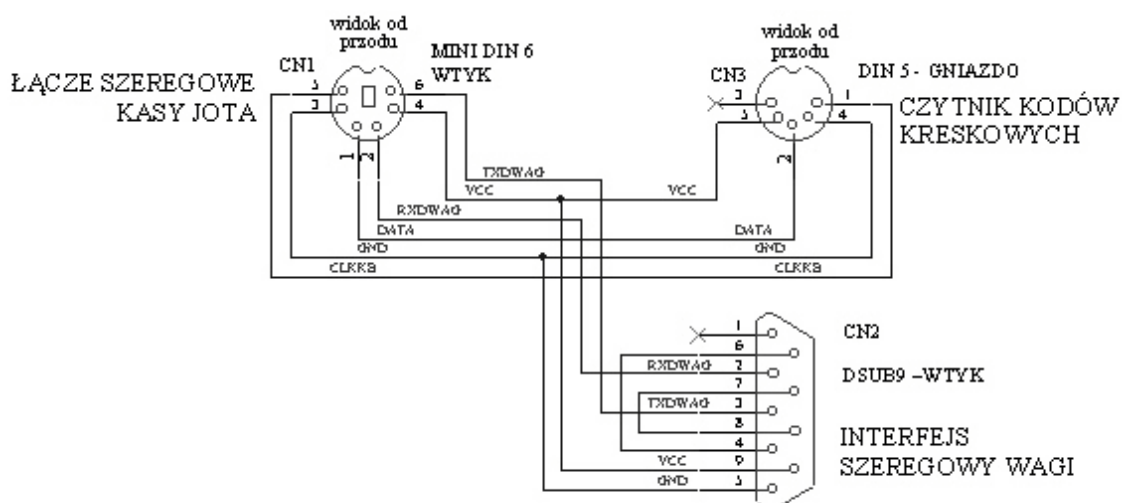 widok od
przodu
CN1
MINI DIN 6
WTYK
ŁĄCZE SZEREGOWE
KASY JOTA
5
3
6
4
1
2
widok od
przodu
CN3
DIN 5 - GNIAZDO
CZYTNIK KODÓW
KRESKOWYCH
3
5
1
4
2
TXDWAG
VCC
VCC
RXDWAG
DATA
DATA
GND
GND
CLKKB
CLKKB
1
CN2
6
RXDWAG 2
DSUB9 –WTYK
7
TXDWAG 3
8
INTERFEJS
SZEREGOWY WAGI
4
VCC 9
GND 5